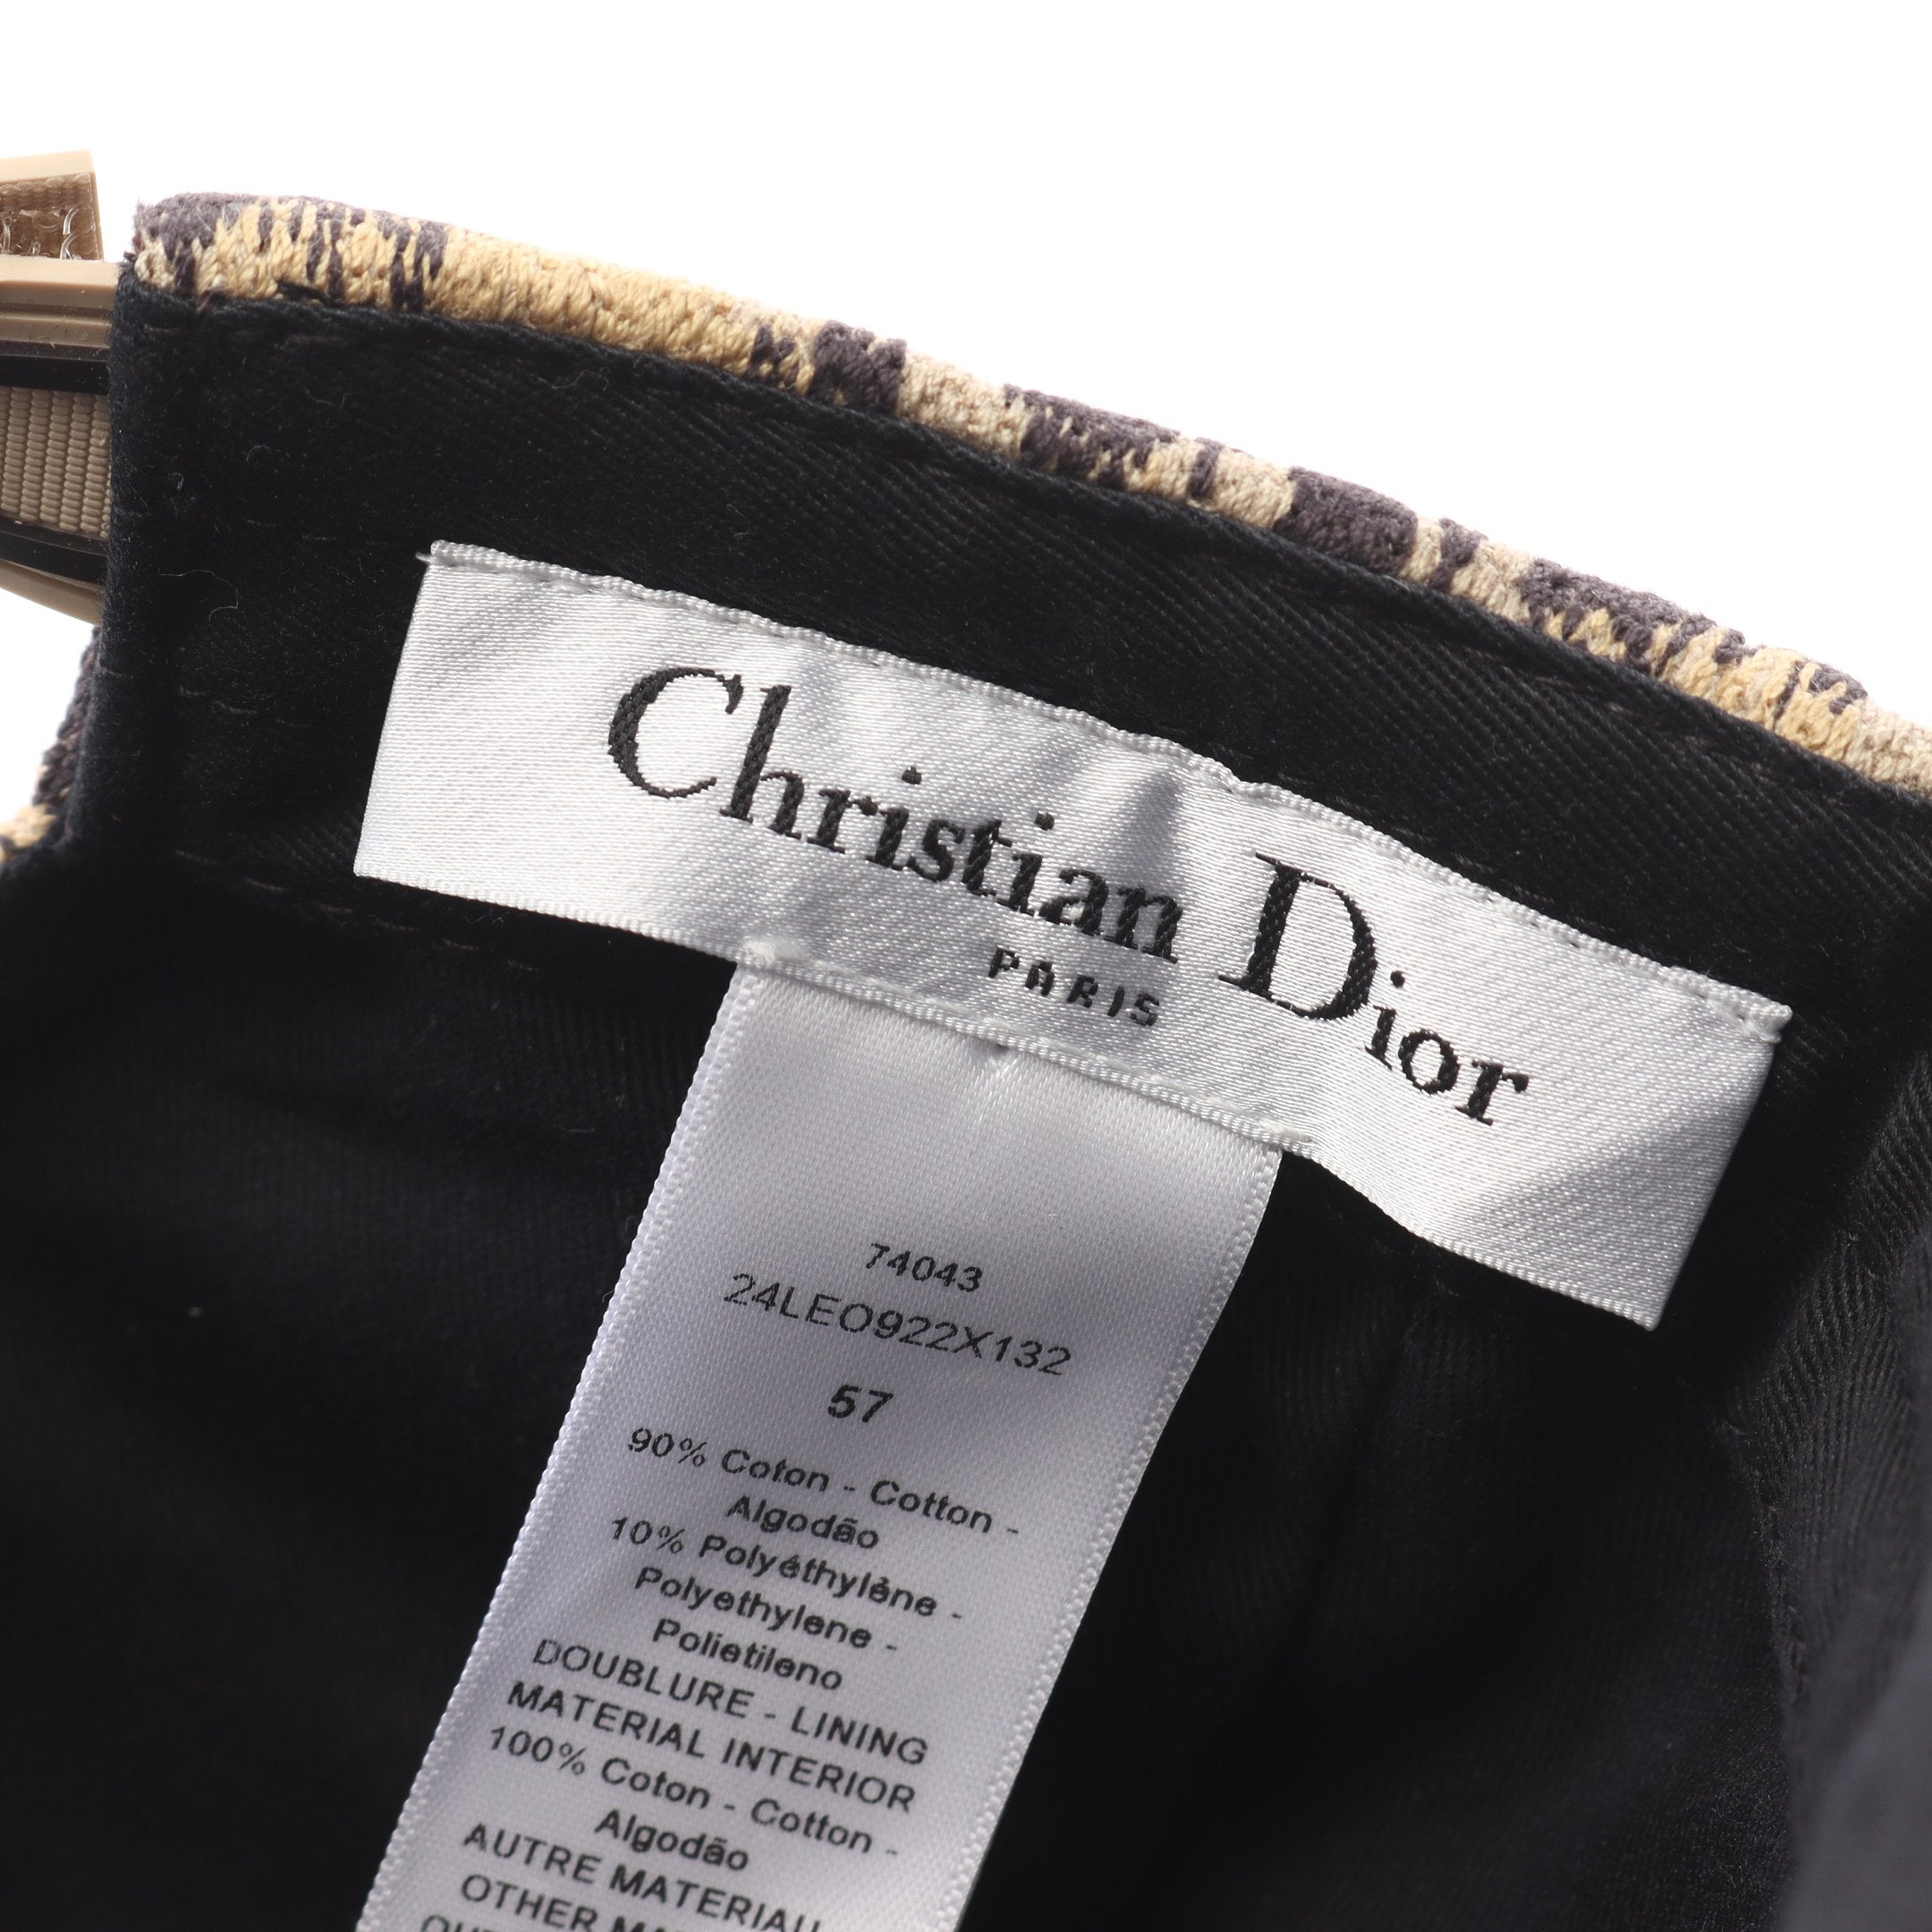 Christian Dior
PARIS
74043
24LEO922X132
57
90% Coton - Cotton -
Algodão
10% Polyéthylène -
Polyethylene -
Polietileno
DOUBLURE - LINING
MATERIAL INTERIOR
100% Coton - Cotton -
Algodão
AUTRE MATERIAU
OTHER